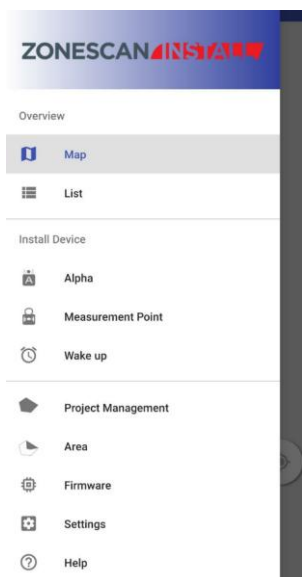 ZONESCAN INSTALL
Overview
Map
List
Install Device
Alpha
Measurement Point
Wake up
Project Management
Area
Firmware
Settings
Help